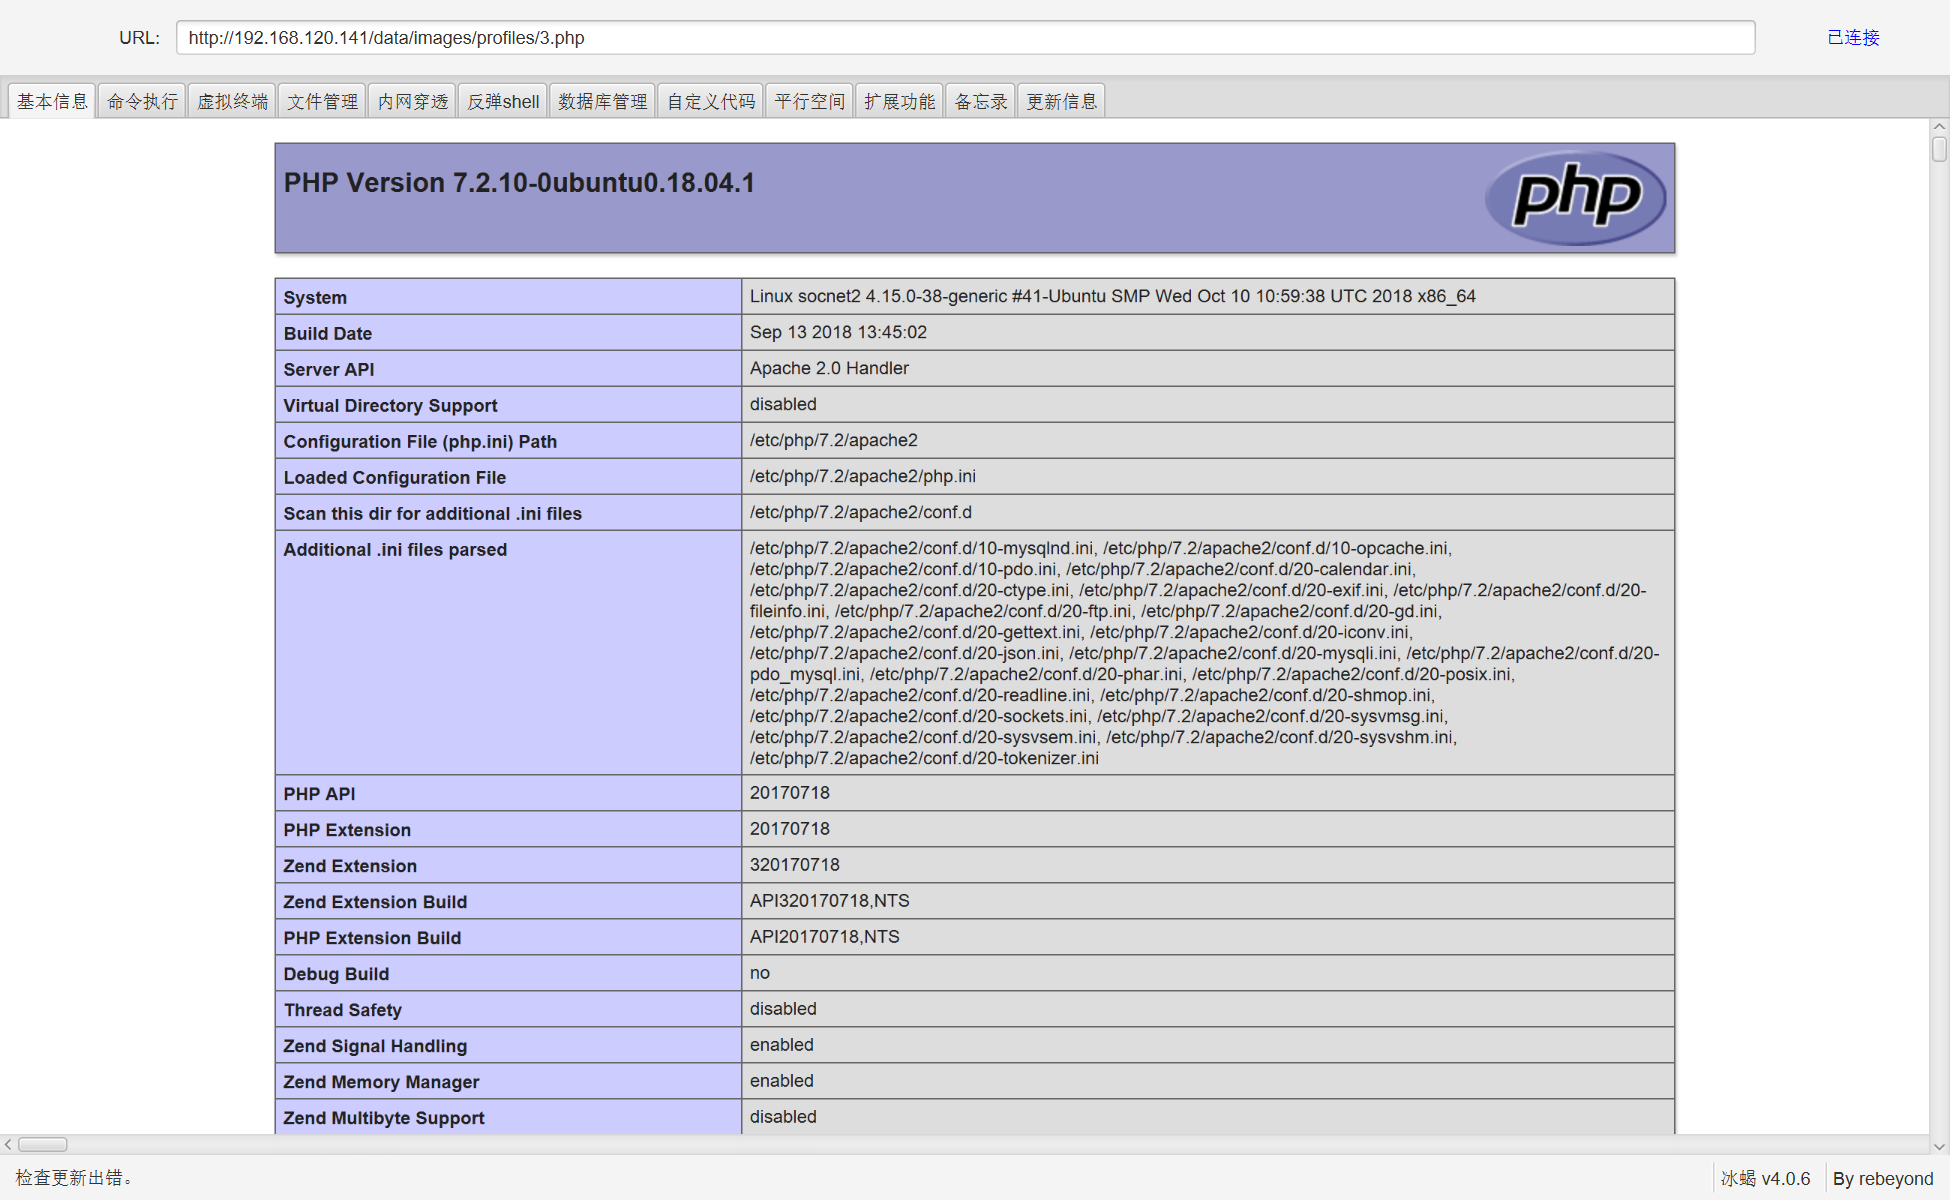 URL: http://192.168.120.141/data/images/profiles/3.php 已连接
基本信息 命令执行 虚拟终端 文件管理 内网穿透 反弹shell 数据库管理 自定义代码 平行空间 扩展功能 备忘录 更新信息
PHP Version 7.2.10-0ubuntu0.18.04.1 php
System Linux socnet2 4.15.0-38-generic #41-Ubuntu SMP Wed Oct 10 10:59:38 UTC 2018 x86_64
Build Date Sep 13 2018 13:45:02
Server API Apache 2.0 Handler
Virtual Directory Support disabled
Configuration File (php.ini) Path /etc/php/7.2/apache2
Loaded Configuration File /etc/php/7.2/apache2/php.ini
Scan this dir for additional .ini files /etc/php/7.2/apache2/conf.d
Additional .ini files parsed /etc/php/7.2/apache2/conf.d/10-mysqlnd.ini, /etc/php/7.2/apache2/conf.d/10-opcache.ini,
/etc/php/7.2/apache2/conf.d/10-pdo.ini, /etc/php/7.2/apache2/conf.d/20-calendar.ini,
/etc/php/7.2/apache2/conf.d/20-ctype.ini, /etc/php/7.2/apache2/conf.d/20-exif.ini, /etc/php/7.2/apache2/conf.d/20-
fileinfo.ini, /etc/php/7.2/apache2/conf.d/20-ftp.ini, /etc/php/7.2/apache2/conf.d/20-gd.ini,
/etc/php/7.2/apache2/conf.d/20-gettext.ini, /etc/php/7.2/apache2/conf.d/20-iconv.ini,
/etc/php/7.2/apache2/conf.d/20-json.ini, /etc/php/7.2/apache2/conf.d/20-mysqli.ini, /etc/php/7.2/apache2/conf.d/20-
pdo_mysql.ini, /etc/php/7.2/apache2/conf.d/20-phar.ini, /etc/php/7.2/apache2/conf.d/20-posix.ini,
/etc/php/7.2/apache2/conf.d/20-readline.ini, /etc/php/7.2/apache2/conf.d/20-shmop.ini,
/etc/php/7.2/apache2/conf.d/20-sockets.ini, /etc/php/7.2/apache2/conf.d/20-sysvmsg.ini,
/etc/php/7.2/apache2/conf.d/20-sysvsem.ini, /etc/php/7.2/apache2/conf.d/20-sysvshm.ini,
/etc/php/7.2/apache2/conf.d/20-tokenizer.ini
PHP API 20170718
PHP Extension 20170718
Zend Extension 320170718
Zend Extension Build API320170718,NTS
PHP Extension Build API20170718,NTS
Debug Build no
Thread Safety disabled
Zend Signal Handling enabled
Zend Memory Manager enabled
Zend Multibyte Support disabled
检查更新出错。 冰蝎 v4.0.6 By rebeyond